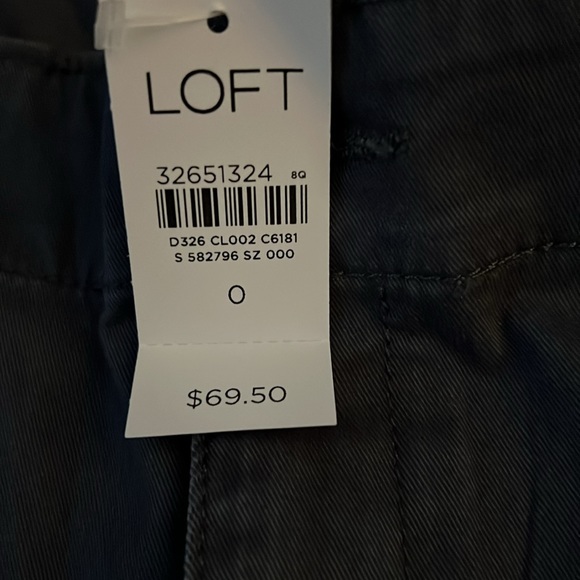 LOFT
32651324 8Q
D326 CL002 C6181
S 582796 SZ 000
0
$69.50